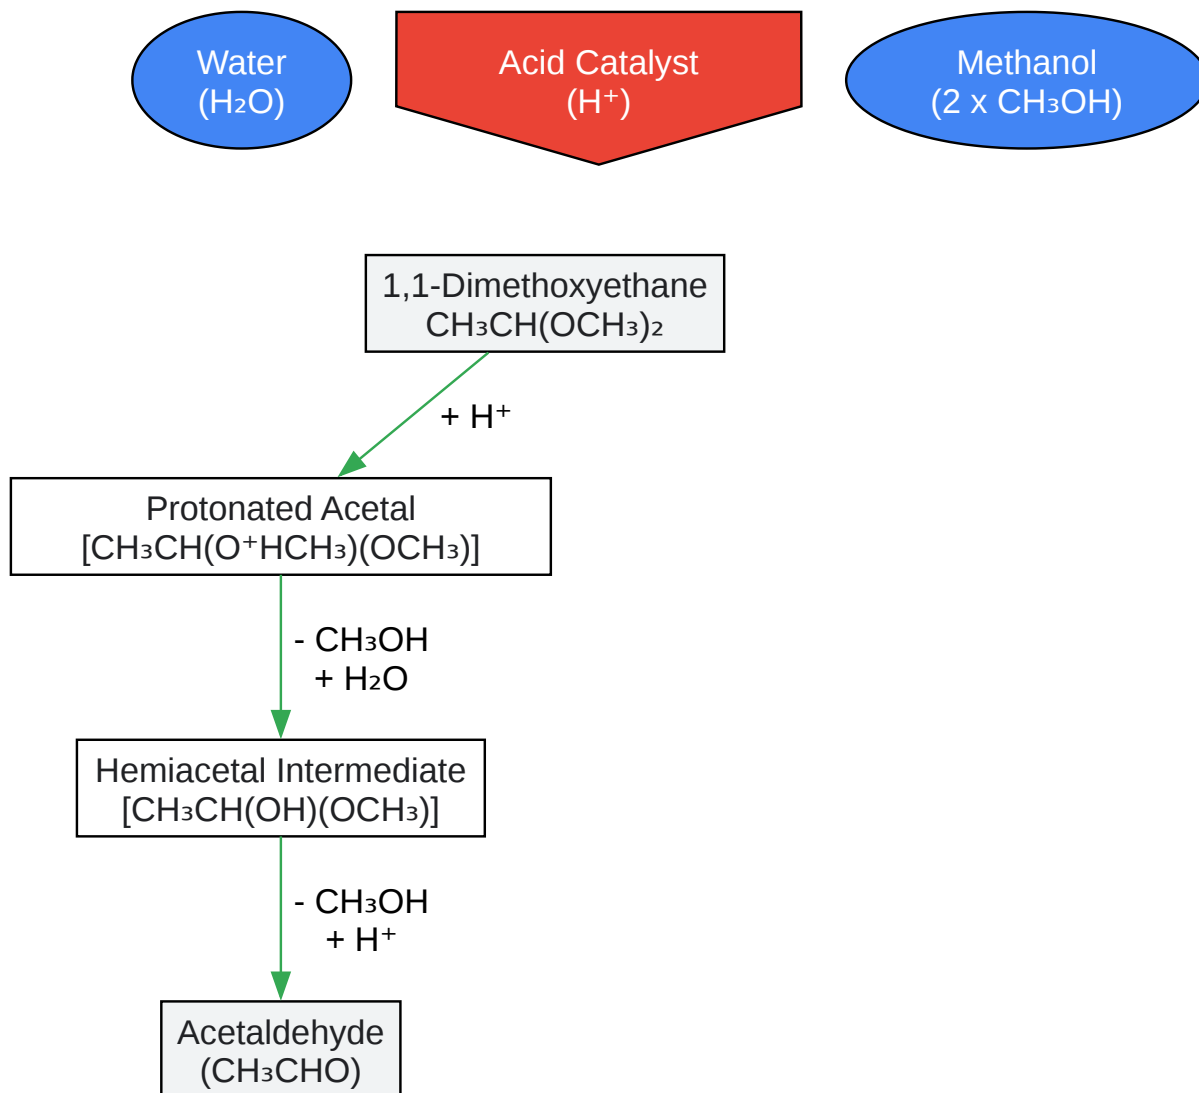 Water
(H₂O)
Acid Catalyst
(H⁺)
Methanol
(2 x CH₃OH)
1,1-Dimethoxyethane
CH₃CH(OCH₃)₂
+ H⁺
Protonated Acetal
[CH₃CH(O⁺HCH₃)(OCH₃)]
- CH₃OH
+ H₂O
Hemiacetal Intermediate
[CH₃CH(OH)(OCH₃)]
- CH₃OH
+ H⁺
Acetaldehyde
(CH₃CHO)